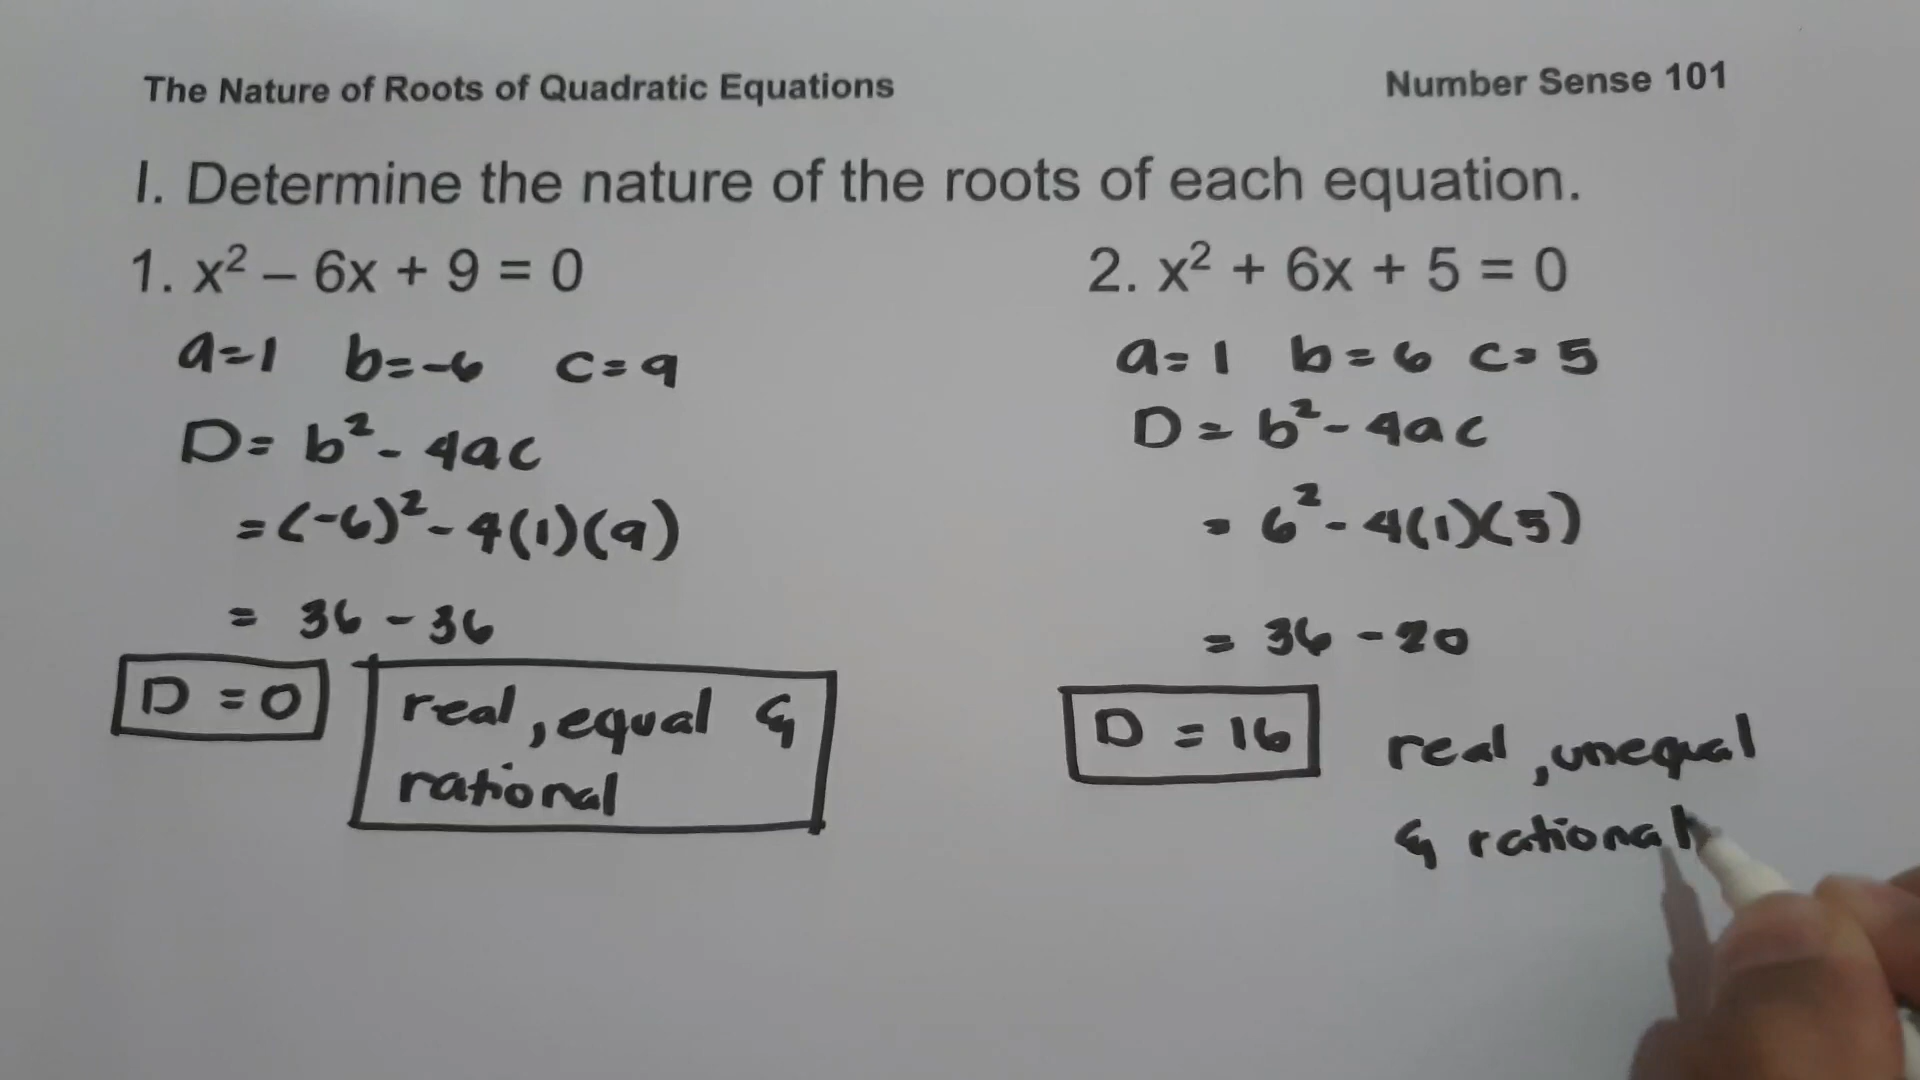 The Nature of Roots of Quadratic Equations
Number Sense 101
I. Determine the nature of the roots of each equation.
1. x² – 6x + 9 = 0
a=1 b=-6 c=9
D= b² - 4ac
=(-6)² - 4(1)(9)
= 36 - 36
D = 0
real, equal &
rational
2. x² + 6x + 5 = 0
a=1 b=6 c=5
D = b² - 4ac
= 6² - 4(1)(5)
= 36 - 20
D = 16
real, unequal
& rational